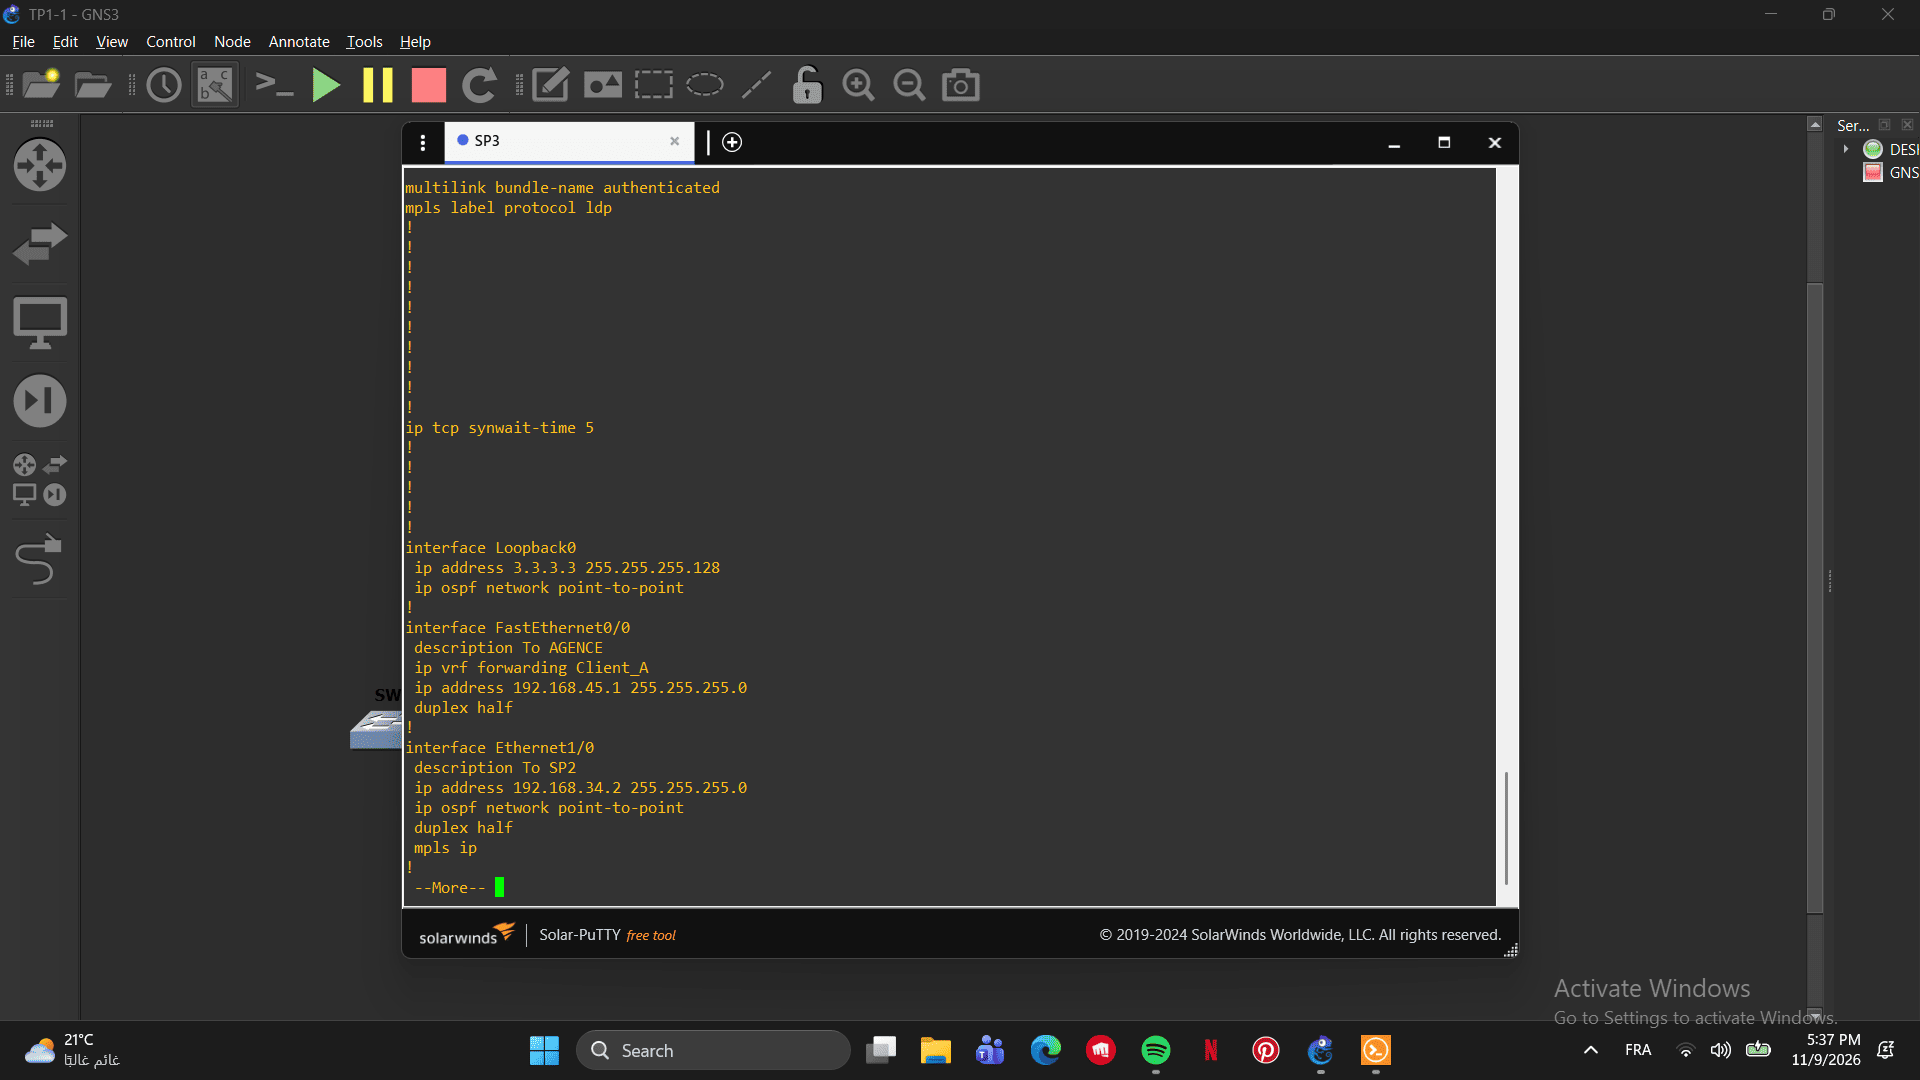 TP1-1 - GNS3
File Edit View Control Node Annotate Tools Help
SP3
Ser...
DESH
GNS
multilink bundle-name authenticated
mpls label protocol ldp
!
!
!
!
!
!
!
!
!
!
ip tcp synwait-time 5
!
!
!
!
!
interface Loopback0
ip address 3.3.3.3 255.255.255.128
ip ospf network point-to-point
!
interface FastEthernet0/0
description To AGENCE
ip vrf forwarding Client_A
ip address 192.168.45.1 255.255.255.0
duplex half
!
interface Ethernet1/0
description To SP2
ip address 192.168.34.2 255.255.255.0
ip ospf network point-to-point
duplex half
mpls ip
!
--More--
SW
solarwinds Solar-PuTTY free tool © 2019-2024 SolarWinds Worldwide, LLC. All rights reserved.
Activate Windows
Go to Settings to activate Windows.
21°C
غائم غالبًا
Search
FRA
5:37 PM
11/9/2026